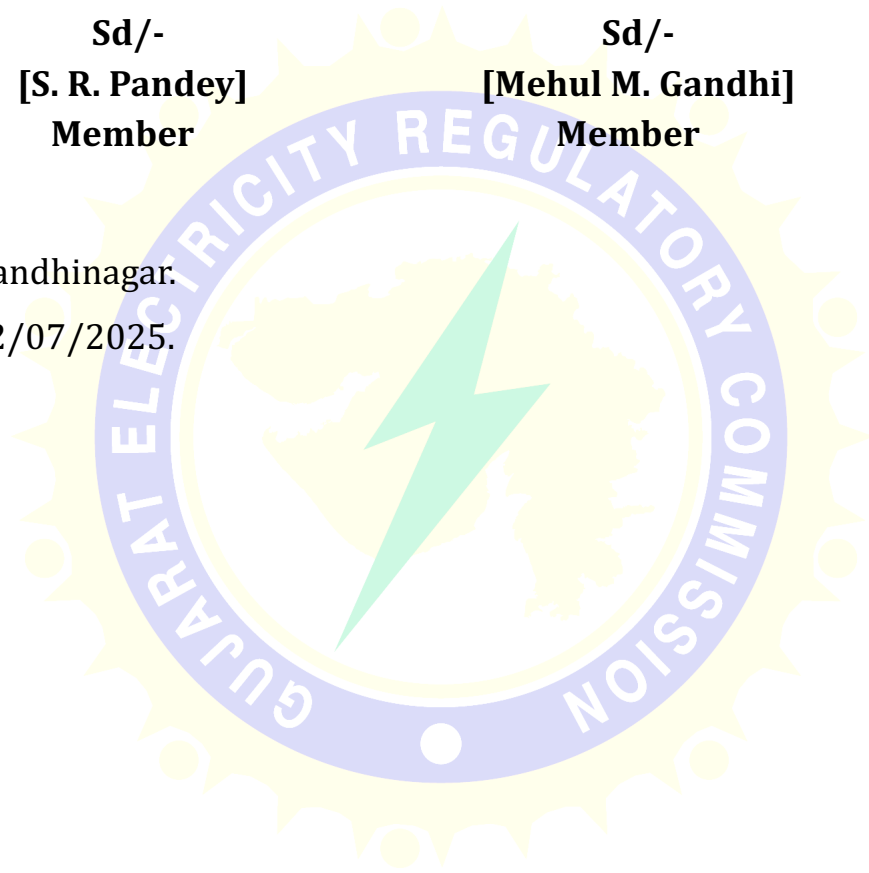 Sd/- Sd/-
[S. R. Pandey] [Mehul M. Gandhi]
Member Member
andhinagar.
2/07/2025.
GUJARAT ELECTRICITY REGULATORY COMMISSION